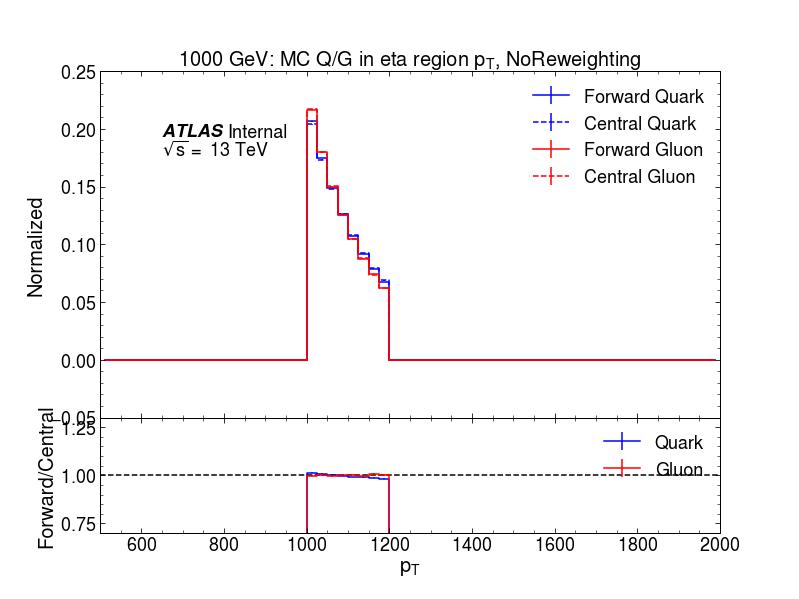 1000 GeV: MC Q/G in eta region pT, NoReweighting
0.25
0.20
0.15
0.10
0.05
0.00
0.05
Normalized
ATLAS Internal
√s = 13 TeV
Forward Quark
Central Quark
Forward Gluon
Central Gluon
1.25
1.00
0.75
Forward/Central
Quark
Gluon
600 800 1000 1200 1400 1600 1800 2000
pT